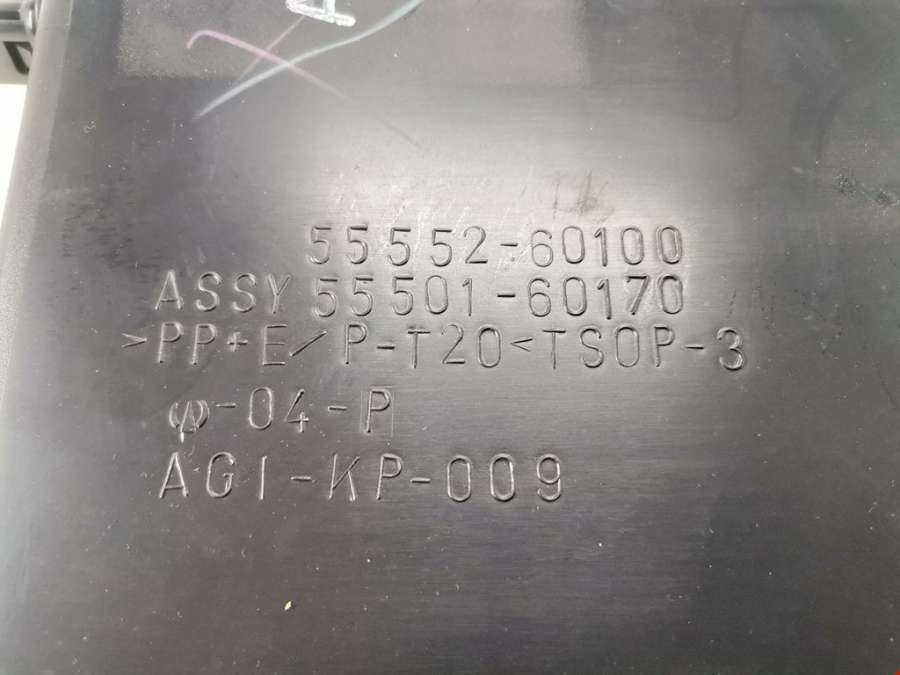 55552-60100
ASSY 55501-60170
>PP+E/P-T20<TSOP-3
-04-P
AGI-KP-009